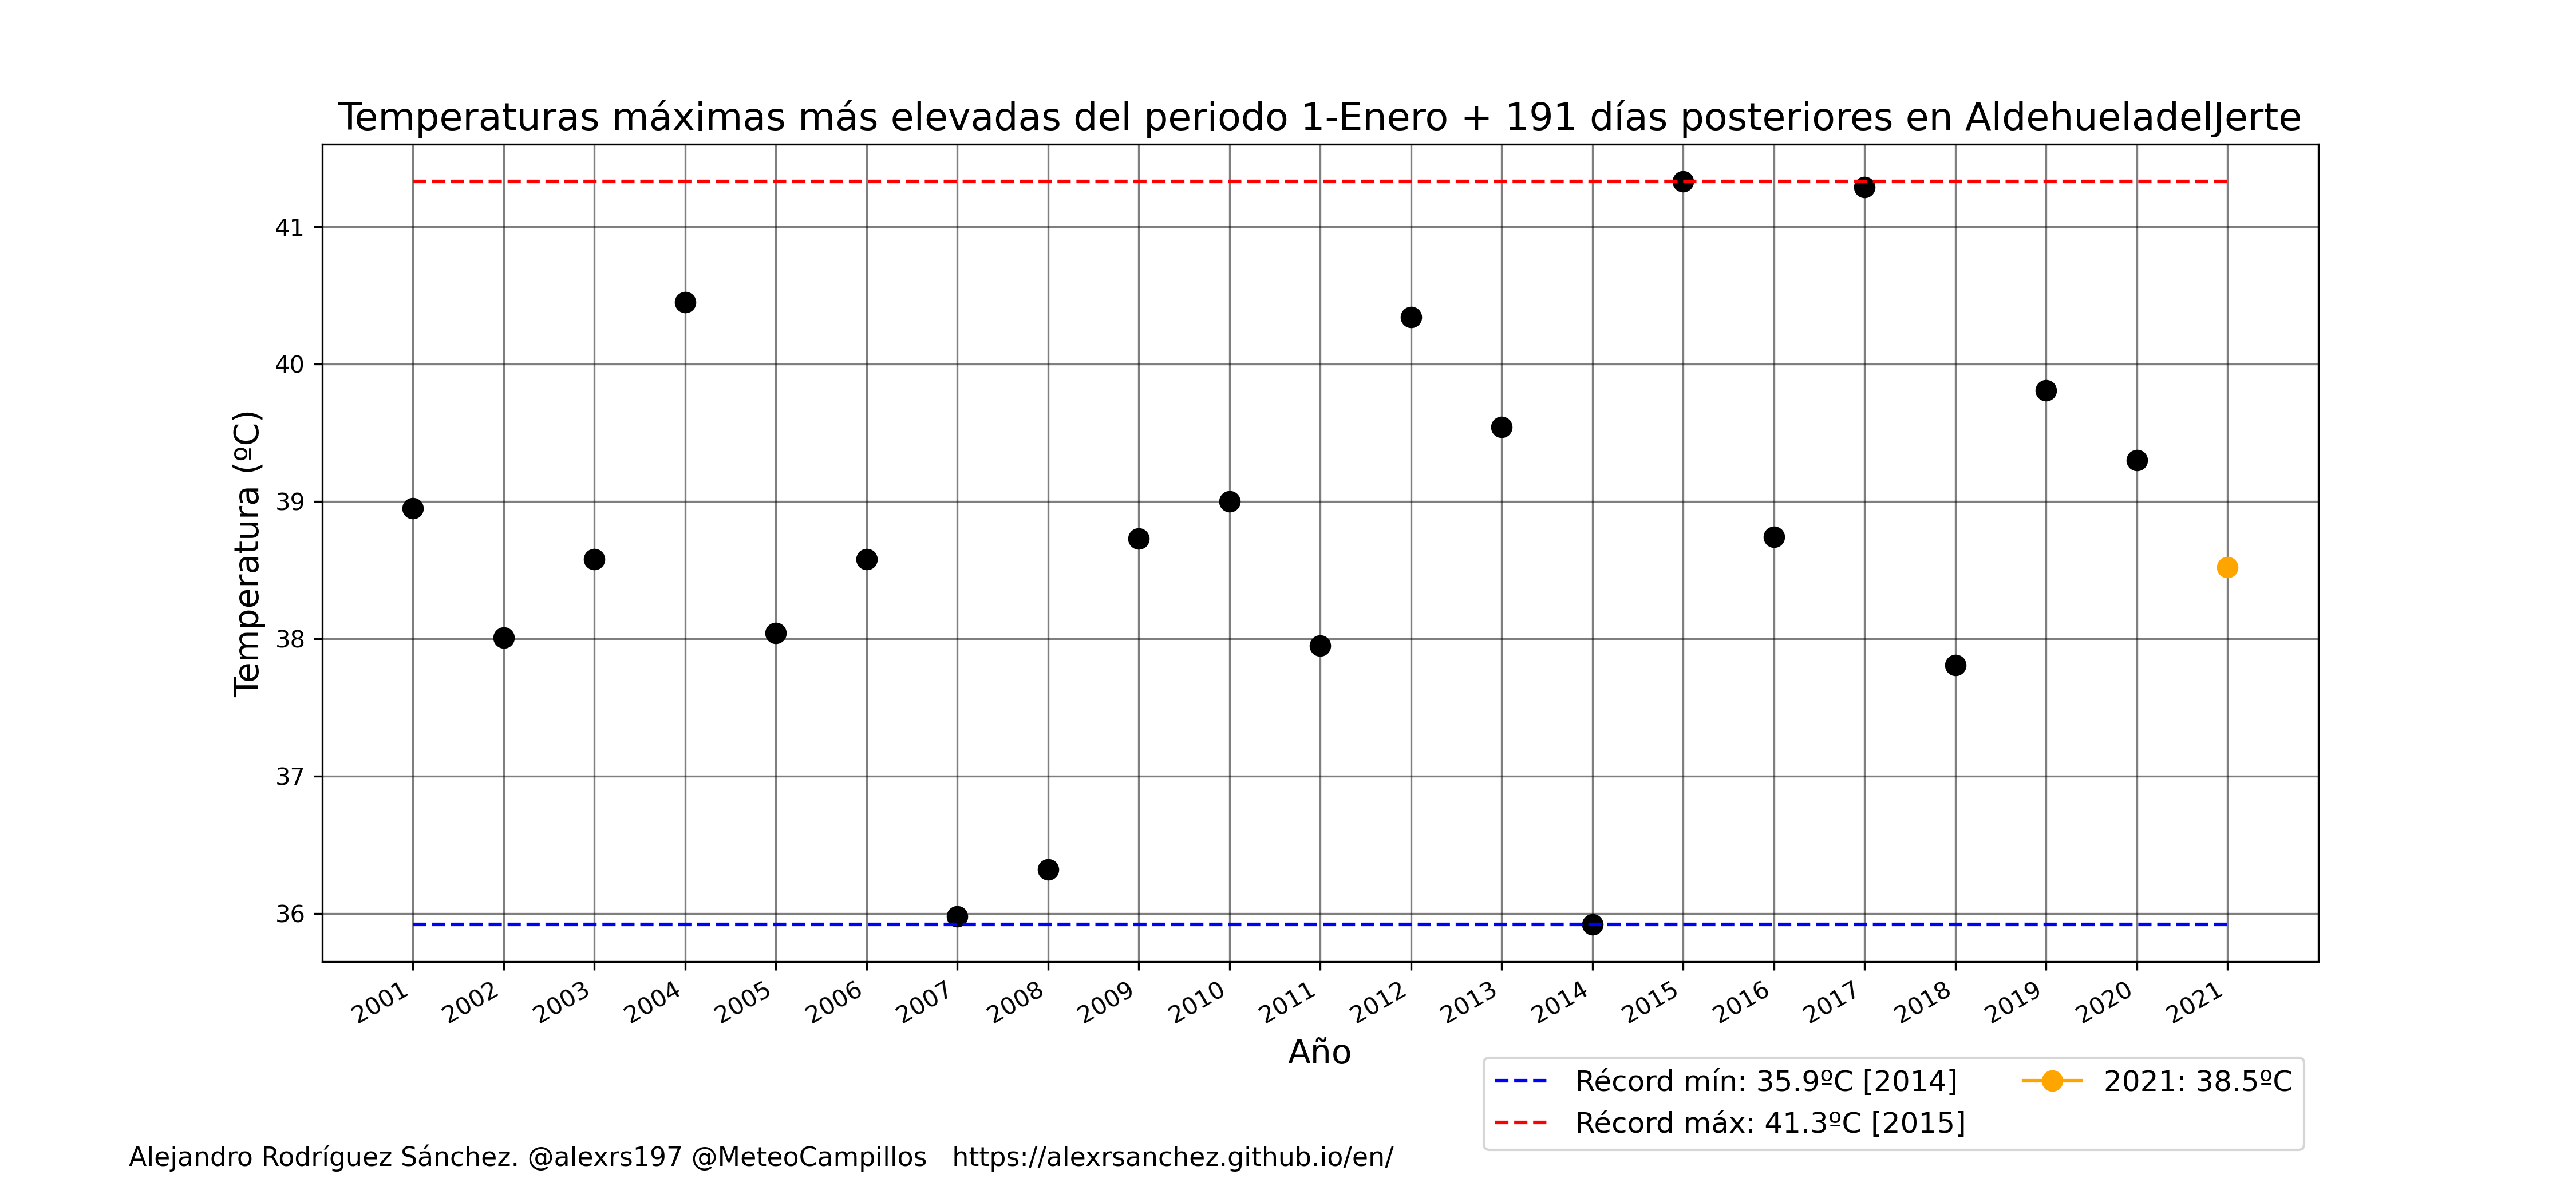 Temperaturas máximas más elevadas del periodo 1-Enero + 191 días posteriores en AldehueladelJerte
Temperatura (ºC)
41
40
39
38
37
36
2001 2002 2003 2004 2005 2006 2007 2008 2009 2010 2011 2012 2013 2014 2015 2016 2017 2018 2019 2020 2021
Año
Récord mín: 35.9ºC [2014]
Récord máx: 41.3ºC [2015]
2021: 38.5ºC
Alejandro Rodríguez Sánchez. @alexrs197 @MeteoCampillos   https://alexrsanchez.github.io/en/